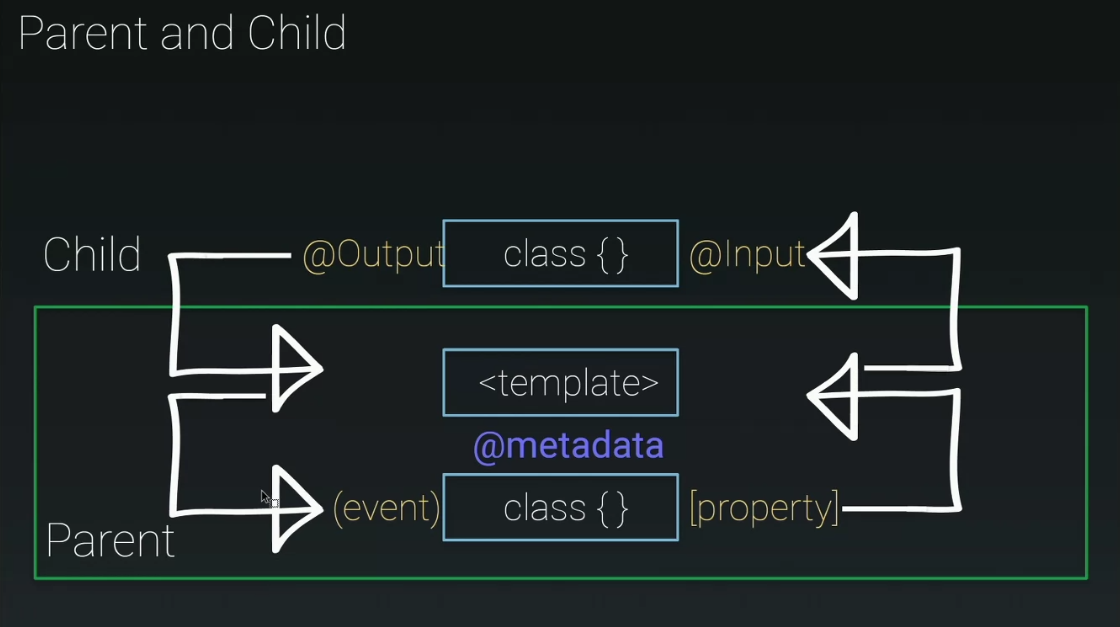 Parent and Child
Child
@Output
class {}
@Input
<template>
@metadata
(event)
class {}
[property]
Parent